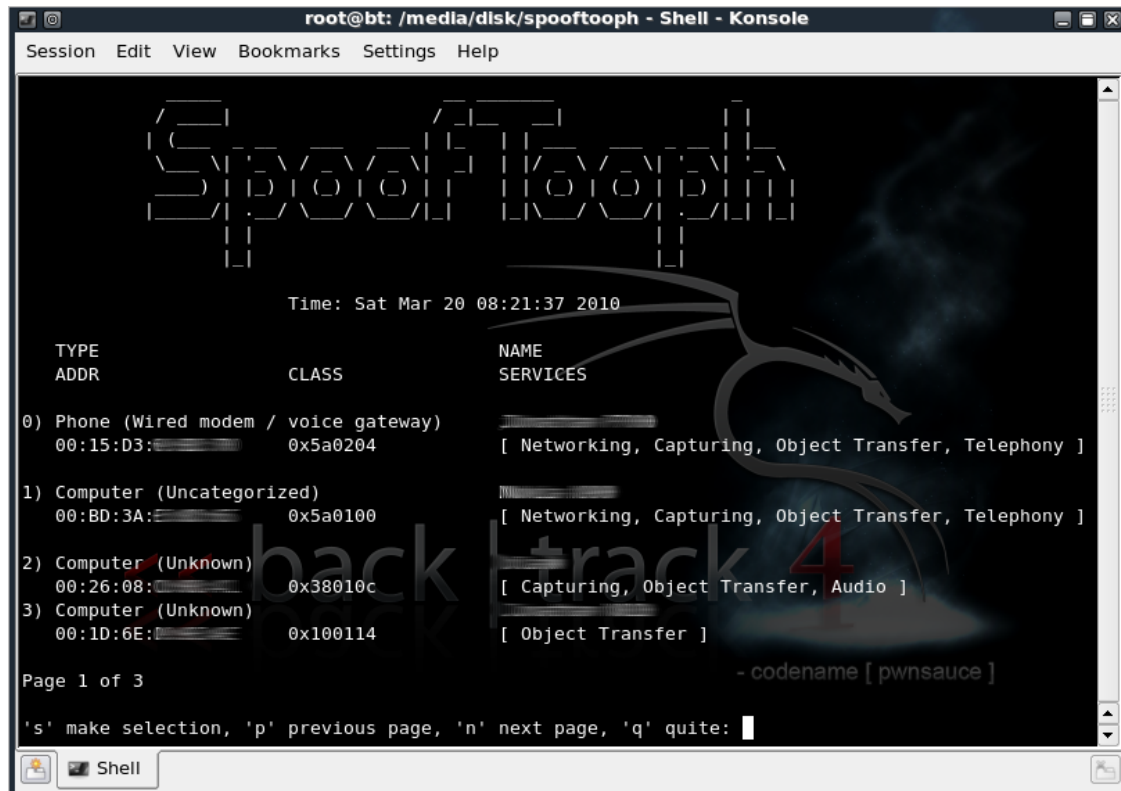 root@bt: /media/disk/spooftooph - Shell - Konsole
Session Edit View Bookmarks Settings Help
SpoofTooph
Time: Sat Mar 20 08:21:37 2010
TYPE NAME
ADDR CLASS SERVICES
0) Phone (Wired modem / voice gateway)
00:15:D3: 0x5a0204 [ Networking, Capturing, Object Transfer, Telephony ]
1) Computer (Uncategorized)
00:BD:3A: 0x5a0100 [ Networking, Capturing, Object Transfer, Telephony ]
2) Computer (Unknown)
00:26:08: 0x38010c [ Capturing, Object Transfer, Audio ]
3) Computer (Unknown)
00:1D:6E: 0x100114 [ Object Transfer ]
<< back | track 4
- codename [ pwnsauce ]
Page 1 of 3
's' make selection, 'p' previous page, 'n' next page, 'q' quite:
Shell